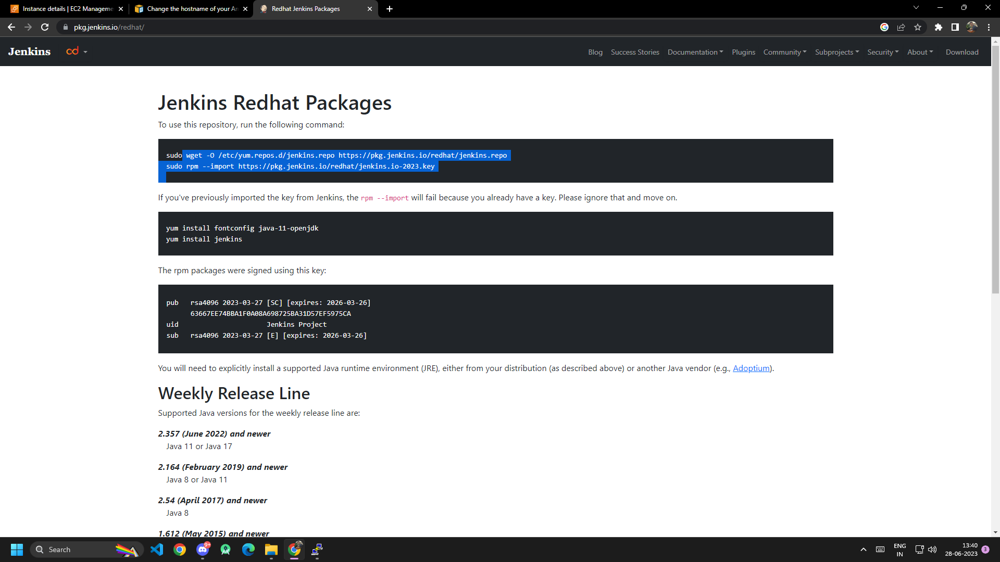 Instance details | EC2 Manageme
Change the hostname of your An
Redhat Jenkins Packages
pkg.jenkins.io/redhat/
Jenkins
Blog Success Stories Documentation Plugins Community Subprojects Security About Download
Jenkins Redhat Packages
To use this repository, run the following command:
sudo wget -O /etc/yum.repos.d/jenkins.repo https://pkg.jenkins.io/redhat/jenkins.repo
sudo rpm --import https://pkg.jenkins.io/redhat/jenkins.io-2023.key
If you've previously imported the key from Jenkins, the rpm --import will fail because you already have a key. Please ignore that and move on.
yum install fontconfig java-11-openjdk
yum install jenkins
The rpm packages were signed using this key:
pub rsa4096 2023-03-27 [SC] [expires: 2026-03-26]
63667EE74BBA1F0A08A698725BA31D57EF5975CA
uid Jenkins Project
sub rsa4096 2023-03-27 [E] [expires: 2026-03-26]
You will need to explicitly install a supported Java runtime environment (JRE), either from your distribution (as described above) or another Java vendor (e.g., Adoptium).
Weekly Release Line
Supported Java versions for the weekly release line are:
2.357 (June 2022) and newer
Java 11 or Java 17
2.164 (February 2019) and newer
Java 8 or Java 11
2.54 (April 2017) and newer
Java 8
1.612 (May 2015) and newer
Search
9+
ENG
IN
13:40
28-06-2023
3